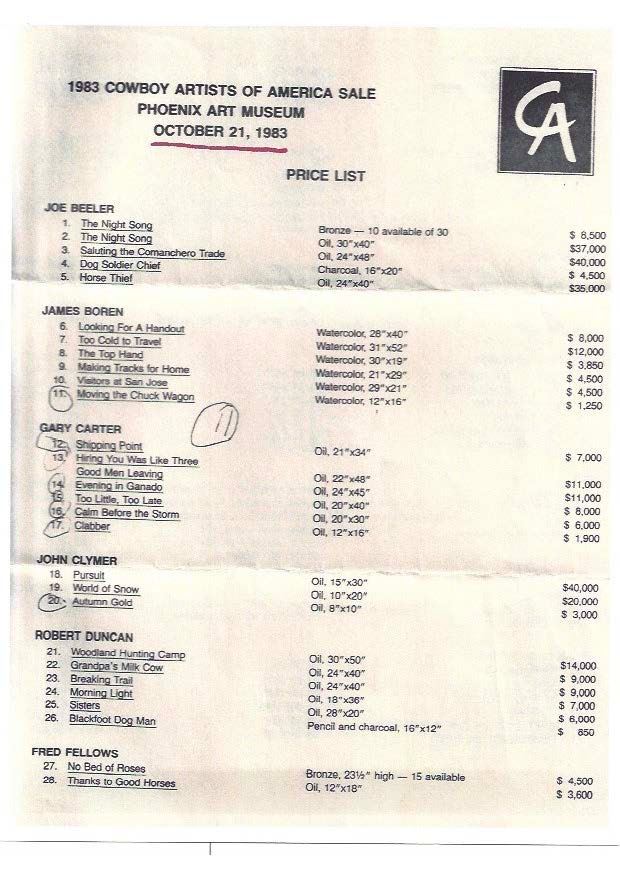 1983 COWBOY ARTISTS OF AMERICA SALE
PHOENIX ART MUSEUM
OCTOBER 21, 1983
CA
PRICE LIST
JOE BEELER
1. The Night Song Bronze — 10 available of 30 $ 8,500
2. The Night Song Oil, 30"x40" $37,000
3. Saluting the Comanchero Trade Oil, 24"x48" $40,000
4. Dog Soldier Chief Charcoal, 16"x20" $ 4,500
5. Horse Thief Oil, 24"x40" $35,000
JAMES BOREN
6. Looking For A Handout Watercolor, 28"x40" $ 8,000
7. Too Cold to Travel Watercolor, 31"x52" $12,000
8. The Top Hand Watercolor, 30"x19" $ 3,850
9. Making Tracks for Home Watercolor, 21"x29" $ 4,500
10. Visitors at San Jose Watercolor, 29"x21" $ 4,500
11. Moving the Chuck Wagon Watercolor, 12"x16" $ 1,250
11
GARY CARTER
12. Shipping Point Oil, 21"x34" $ 7,000
13. Hiring You Was Like Three
Good Men Leaving Oil, 22"x48" $11,000
14. Evening in Ganado Oil, 24"x45" $11,000
15. Too Little, Too Late Oil, 20"x40" $ 8,000
16. Calm Before the Storm Oil, 20"x30" $ 6,000
17. Clabber Oil, 12"x16" $ 1,900
JOHN CLYMER
18. Pursuit Oil, 15"x30" $40,000
19. World of Snow Oil, 10"x20" $20,000
20. Autumn Gold Oil, 8"x10" $ 3,000
ROBERT DUNCAN
21. Woodland Hunting Camp Oil, 30"x50" $14,000
22. Grandpa's Milk Cow Oil, 24"x40" $ 9,000
23. Breaking Trail Oil, 24"x40" $ 9,000
24. Morning Light Oil, 18"x36" $ 7,000
25. Sisters Oil, 28"x20" $ 6,000
26. Blackfoot Dog Man Pencil and charcoal, 16"x12" $ 850
FRED FELLOWS
27. No Bed of Roses Bronze, 23½" high — 15 available $ 4,500
28. Thanks to Good Horses Oil, 12"x18" $ 3,600